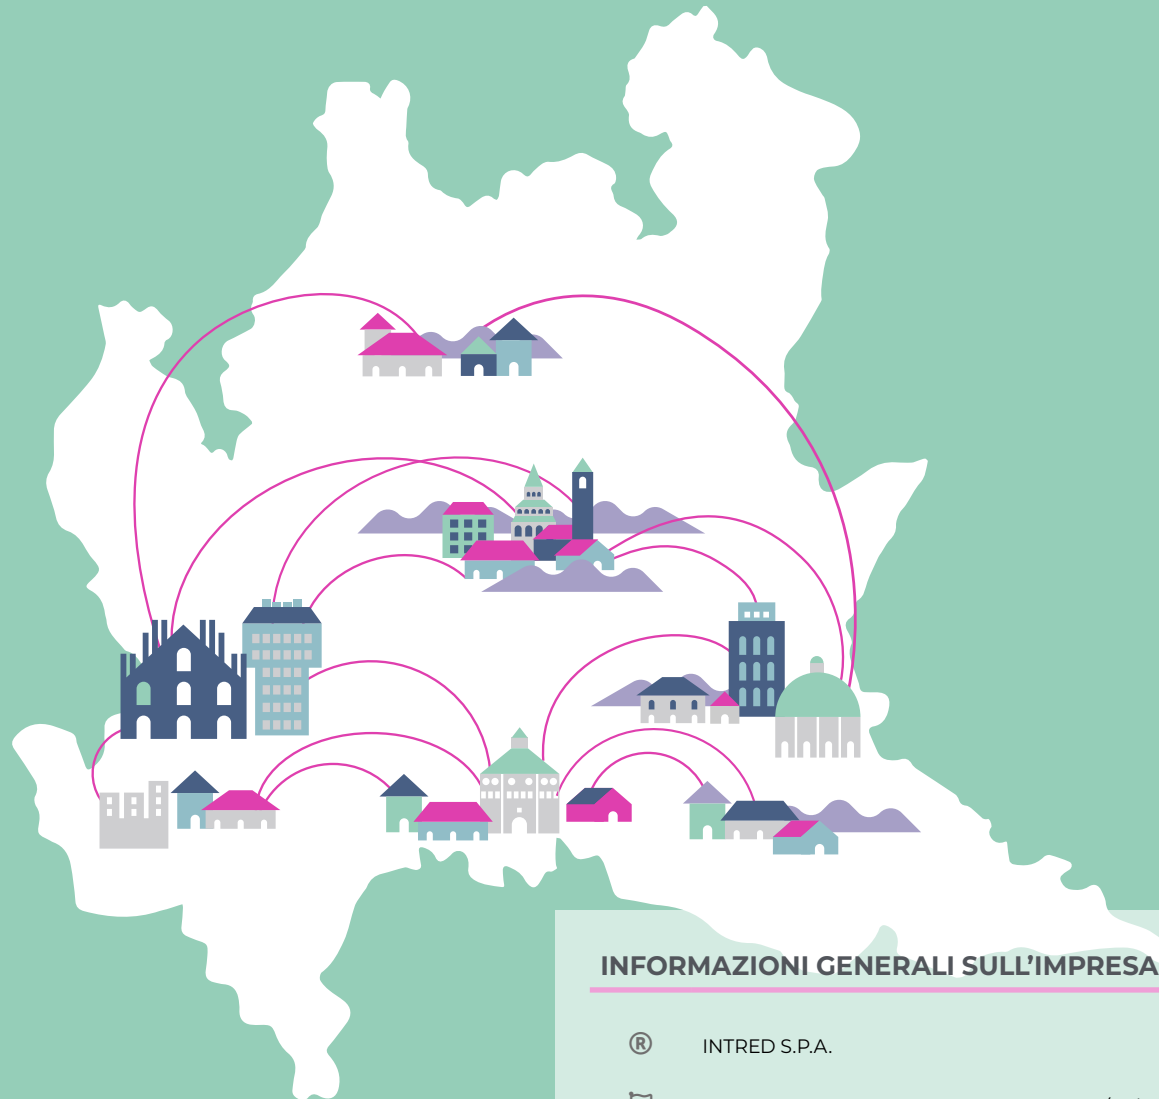 INFORMAZIONI GENERALI SULL’IMPRESA
® INTRED S.P.A.